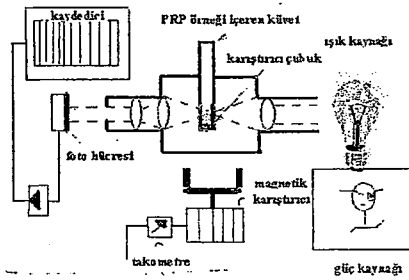 kaydedici
PRP örneği içeren küvet
karıştırıcı çubuk
ışık kaynağı
foto hücresi
magnetik
karıştırıcı
takometre
güç kaynağı